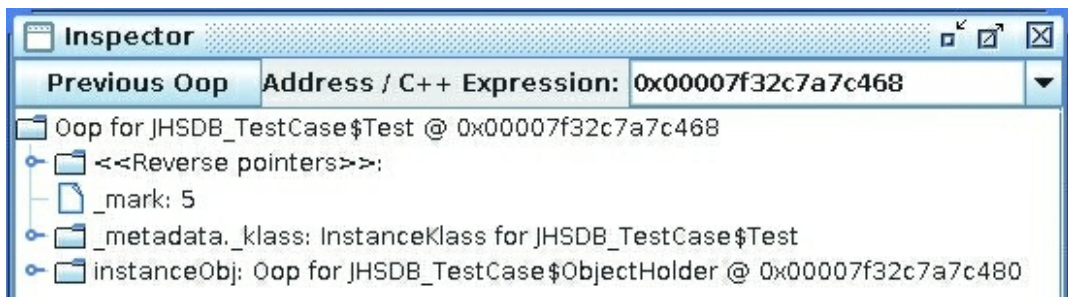 Inspector
Previous Oop Address / C++ Expression: 0x00007f32c7a7c468
Oop for JHSDB_TestCase$Test @ 0x00007f32c7a7c468
<<Reverse pointers>>:
_mark: 5
_metadata._klass: InstanceKlass for JHSDB_TestCase$Test
instanceObj: Oop for JHSDB_TestCase$ObjectHolder @ 0x00007f32c7a7c480